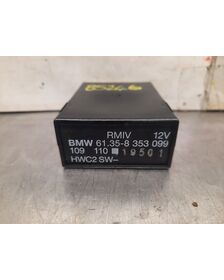 RMIV 12V
BMW 61.35-8 353 099
109 110 ■ 19501
HWC2 SW-